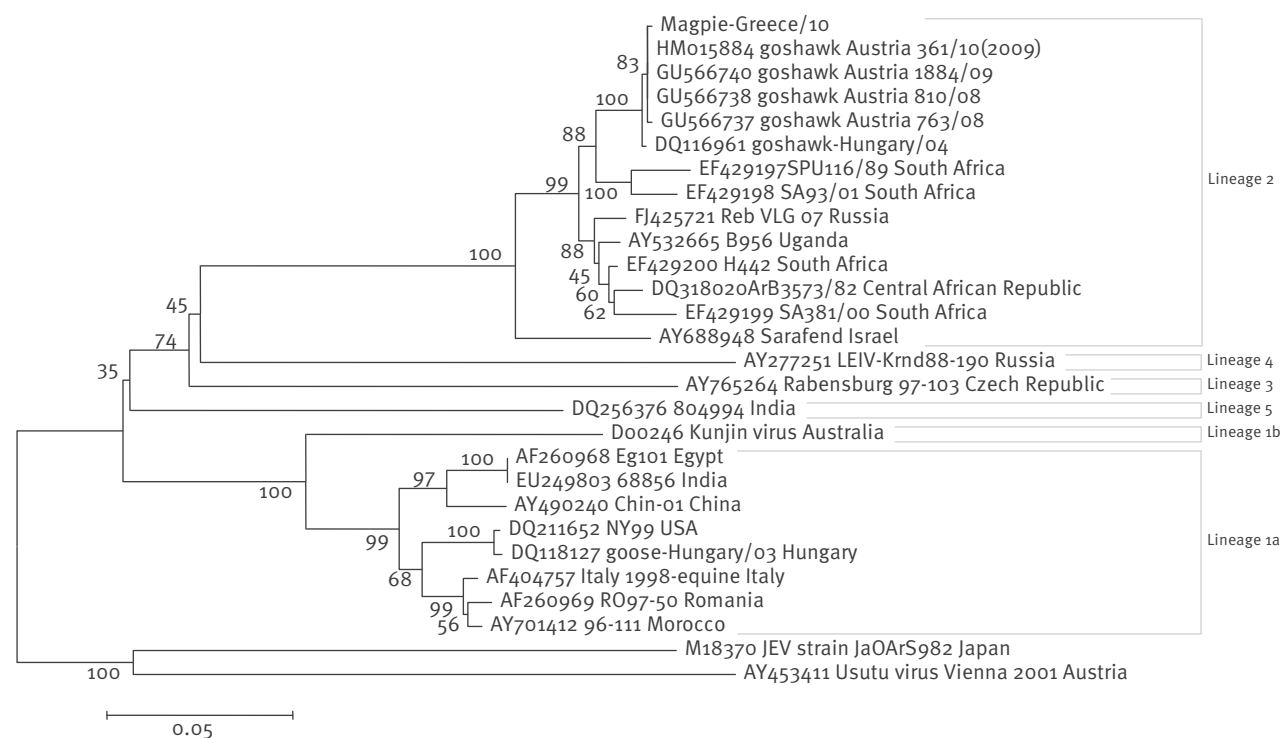 Magpie-Greece/10
HM015884 goshawk Austria 361/10(2009)
83
GU566740 goshawk Austria 1884/09
100
GU566738 goshawk Austria 810/08
GU566737 goshawk Austria 763/08
88
DQ116961 goshawk-Hungary/04
EF429197SPU116/89 South Africa
Lineage 2
99
100
EF429198 SA93/01 South Africa
FJ425721 Reb VLG 07 Russia
AY532665 B956 Uganda
88
100
EF429200 H442 South Africa
45
DQ318020ArB3573/82 Central African Republic
60
62
EF429199 SA381/00 South Africa
45
AY688948 Sarafend Israel
74
AY277251 LEIV-Krnd88-190 Russia
Lineage 4
35
AY765264 Rabensburg 97-103 Czech Republic
Lineage 3
DQ256376 804994 India
Lineage 5
D00246 Kunjin virus Australia
Lineage 1b
100
AF260968 Eg101 Egypt
97
EU249803 68856 India
100
AY490240 Chin-01 China
100
DQ211652 NY99 USA
99
DQ118127 goose-Hungary/03 Hungary
Lineage 1a
68
AF404757 Italy 1998-equine Italy
99
AF260969 RO97-50 Romania
56
AY701412 96-111 Morocco
M18370 JEV strain JaOArS982 Japan
100
AY453411 Usutu virus Vienna 2001 Austria
0.05